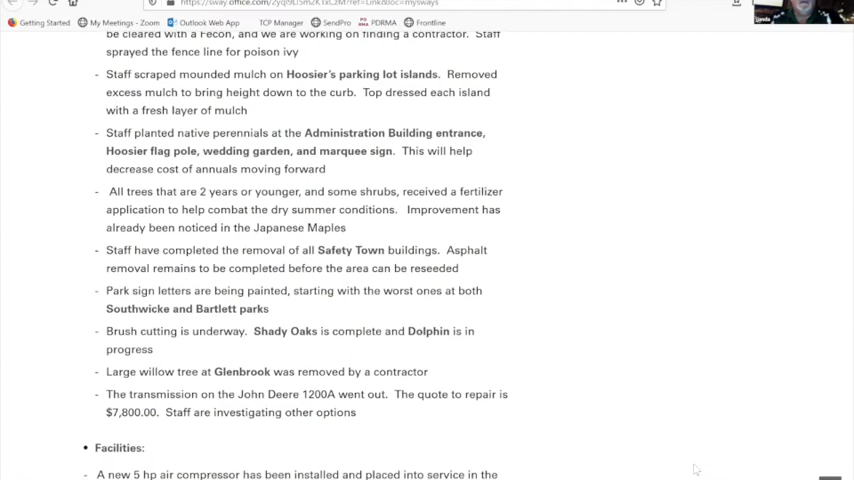 sway.office.com/
Getting Started My Meetings - Zoom Outlook Web App TCP Manager SendPro PDRMA Frontline
be cleared with a Fecon, and we are working on finding a contractor. Staff
sprayed the fence line for poison ivy
- Staff scraped mounded mulch on Hoosier's parking lot islands. Removed
excess mulch to bring height down to the curb. Top dressed each island
with a fresh layer of mulch
- Staff planted native perennials at the Administration Building entrance,
Hoosier flag pole, wedding garden, and marquee sign. This will help
decrease cost of annuals moving forward
- All trees that are 2 years or younger, and some shrubs, received a fertilizer
application to help combat the dry summer conditions. Improvement has
already been noticed in the Japanese Maples
- Staff have completed the removal of all Safety Town buildings. Asphalt
removal remains to be completed before the area can be reseeded
- Park sign letters are being painted, starting with the worst ones at both
Southwicke and Bartlett parks
- Brush cutting is underway. Shady Oaks is complete and Dolphin is in
progress
- Large willow tree at Glenbrook was removed by a contractor
- The transmission on the John Deere 1200A went out. The quote to repair is
$7,800.00. Staff are investigating other options
• Facilities:
- A new 5 hp air compressor has been installed and placed into service in the